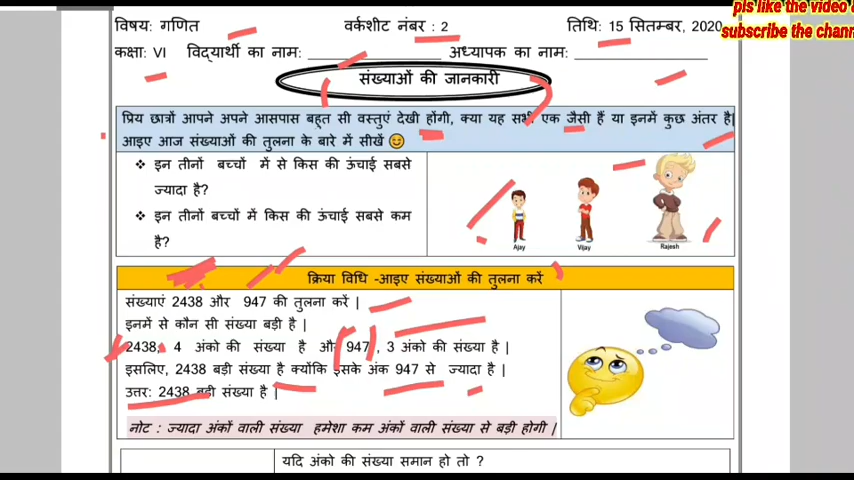 pls like the video
subscribe the chann
विषय: गणित वर्कशीट नंबर : 2 तिथि: 15 सितम्बर, 2020
कक्षा: VI विद्यार्थी का नाम: अध्यापक का नाम:
संख्याओं की जानकारी
प्रिय छात्रों आपने अपने आसपास बहुत सी वस्तुएं देखी होंगी, क्या यह सभी एक जैसी हैं या इनमें कुछ अंतर है|
आइए आज संख्याओं की तुलना के बारे में सीखें 😊
❖ इन तीनों बच्चों में से किस की ऊंचाई सबसे
ज्यादा है?
❖ इन तीनों बच्चों में किस की ऊंचाई सबसे कम
है?
Ajay Vijay Rajesh
क्रिया विधि -आइए संख्याओं की तुलना करें
संख्याएं 2438 और 947 की तुलना करें |
इनमें से कौन सी संख्या बड़ी है |
2438, 4 अंको की संख्या है और 947 , 3 अंको की संख्या है |
इसलिए, 2438 बड़ी संख्या है क्योंकि इसके अंक 947 से ज्यादा है |
उत्तर: 2438 बड़ी संख्या है |
नोट : ज्यादा अंकों वाली संख्या हमेशा कम अंकों वाली संख्या से बड़ी होगी |
यदि अंको की संख्या समान हो तो ?